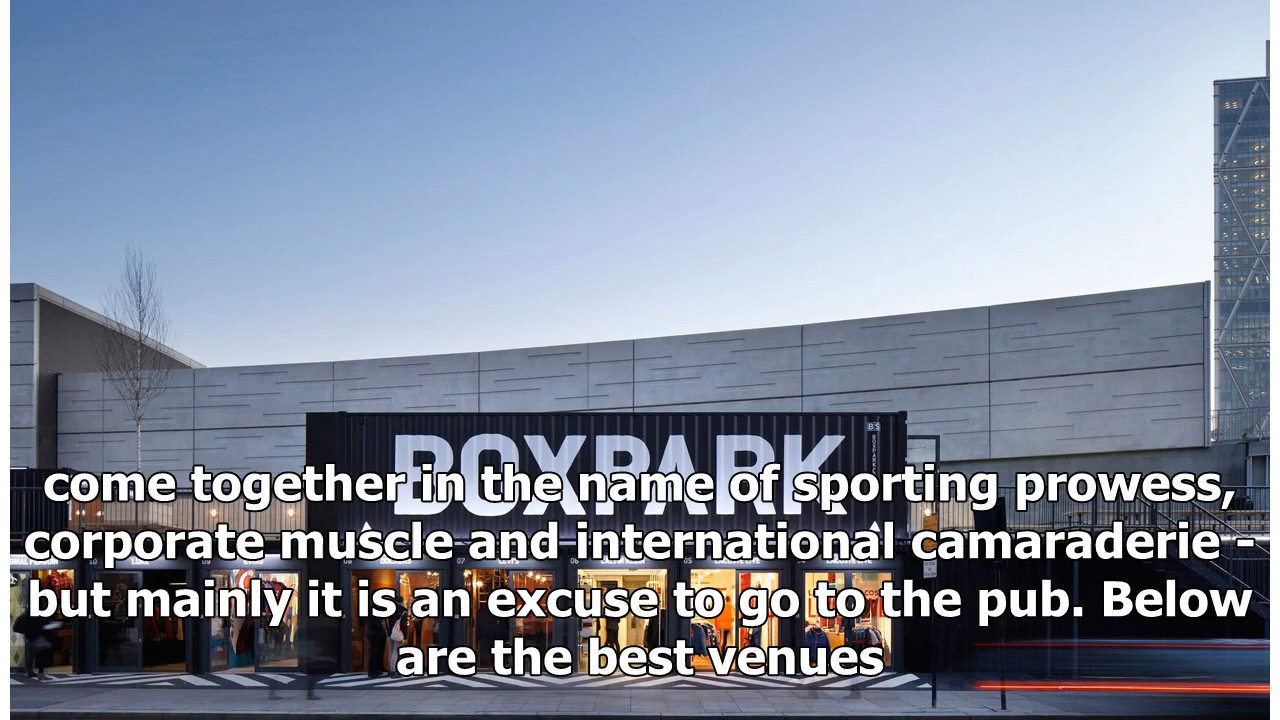 BOXPARK
come together in the name of sporting prowess,
corporate muscle and international camaraderie -
but mainly it is an excuse to go to the pub. Below
are the best venues